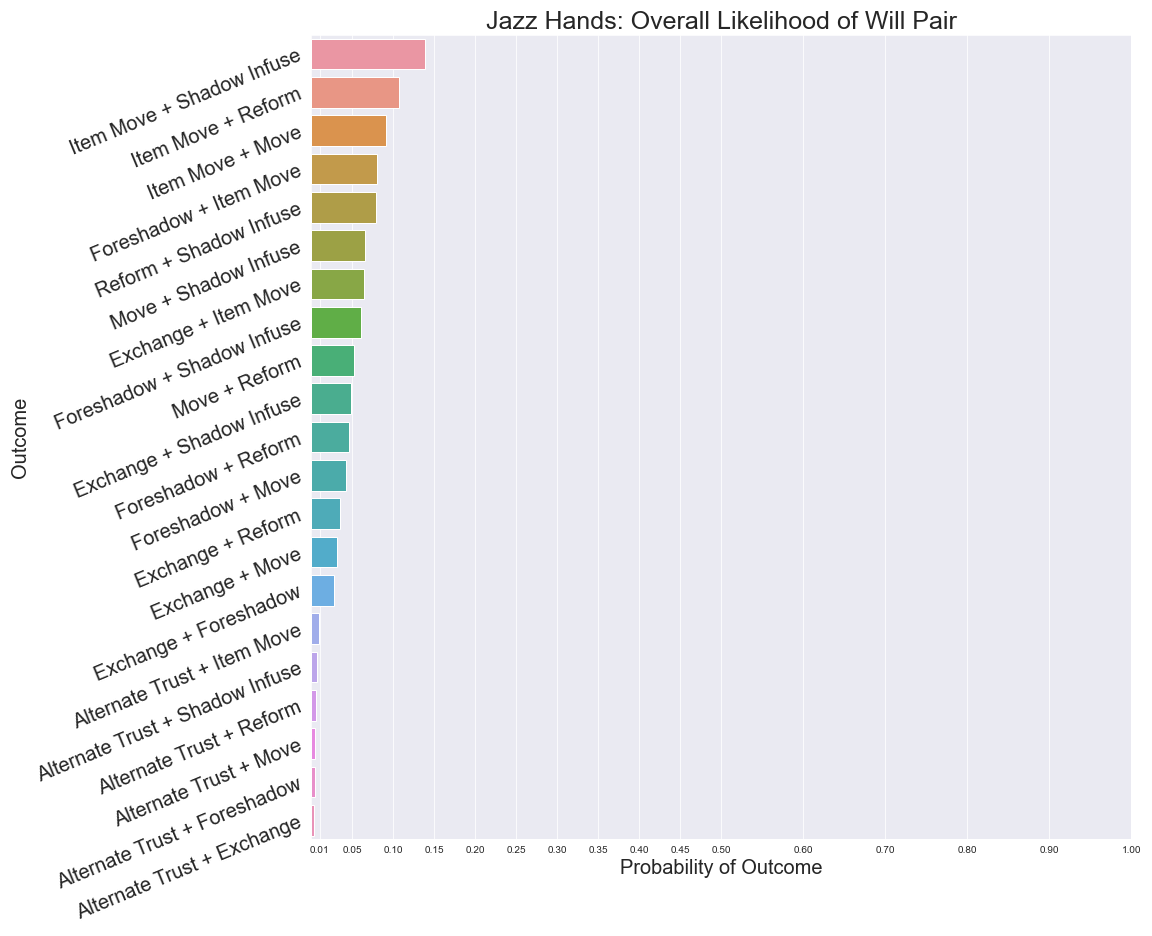 Jazz Hands: Overall Likelihood of Will Pair
Item Move + Shadow Infuse
Item Move + Reform
Item Move + Move
Foreshadow + Item Move
Reform + Shadow Infuse
Move + Shadow Infuse
Exchange + Item Move
Foreshadow + Shadow Infuse
Move + Reform
Exchange + Shadow Infuse
Foreshadow + Reform
Foreshadow + Move
Exchange + Reform
Exchange + Move
Exchange + Foreshadow
Alternate Trust + Item Move
Alternate Trust + Shadow Infuse
Alternate Trust + Reform
Alternate Trust + Move
Alternate Trust + Foreshadow
Alternate Trust + Exchange
Outcome
0.01 0.05 0.10 0.15 0.20 0.25 0.30 0.35 0.40 0.45 0.50 0.60 0.70 0.80 0.90 1.00
Probability of Outcome